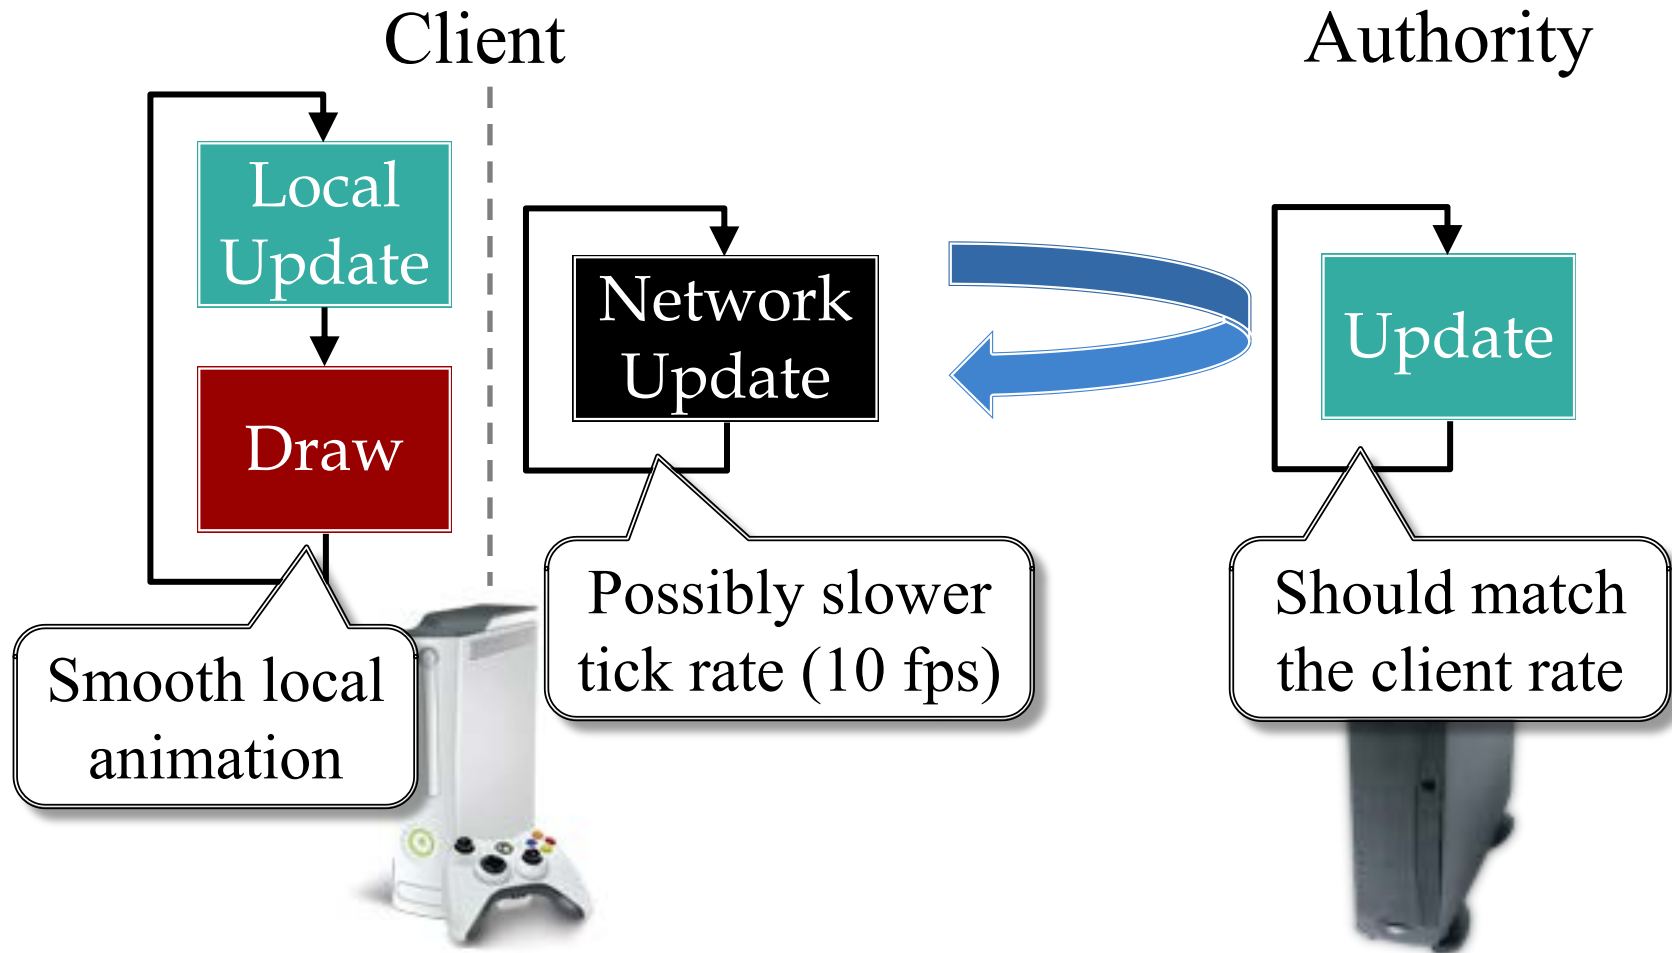 Client
Authority
Local
Update
Draw
Network
Update
Update
Smooth local
animation
Possibly slower
tick rate (10 fps)
Should match
the client rate